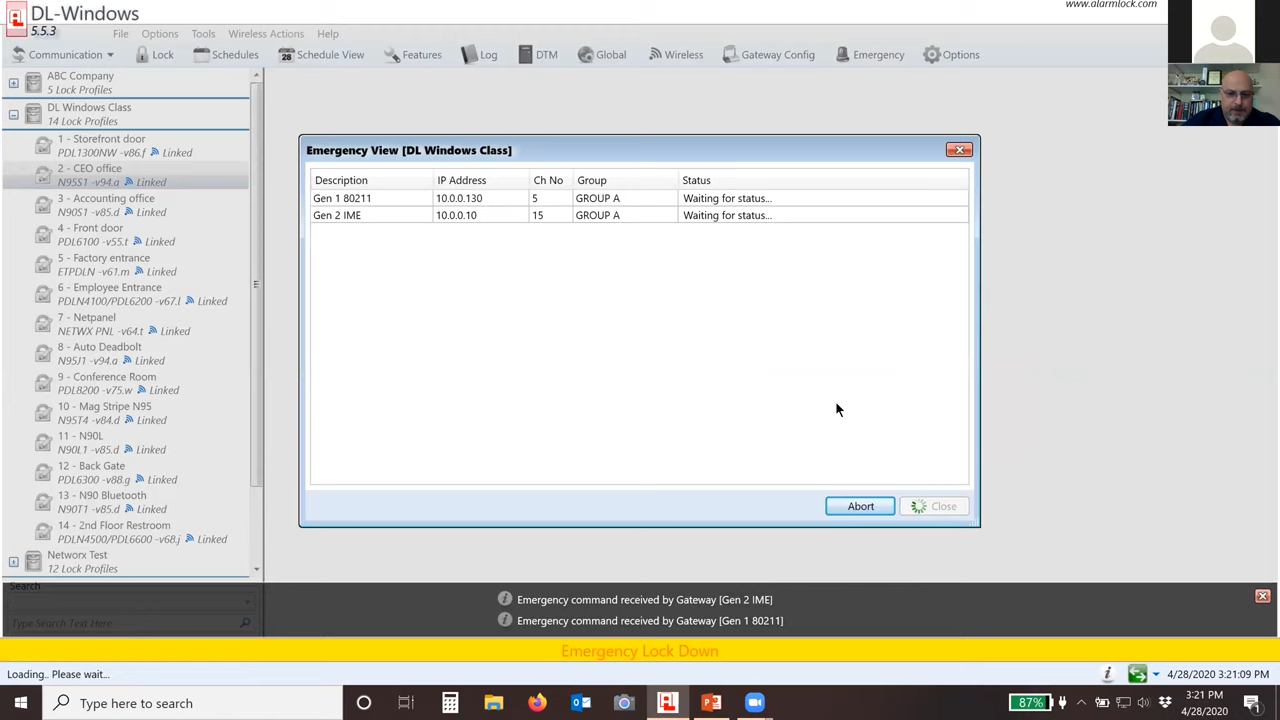 DL-Windows
5.5.3
www.alarmlock.com
File Options Tools Wireless Actions Help
Communication Lock Schedules 28 Schedule View Features Log DTM Global Wireless Gateway Config Emergency Options
ABC Company
5 Lock Profiles
DL Windows Class
14 Lock Profiles
1 - Storefront door
PDL1300NW -v86.f Linked
2 - CEO office
N95S1 -v94.a Linked
3 - Accounting office
N90S1 -v85.d Linked
4 - Front door
PDL6100 -v55.t Linked
5 - Factory entrance
ETPDLN -v61.m Linked
6 - Employee Entrance
PDLN4100/PDL6200 -v67.l Linked
7 - Netpanel
NETWX PNL -v64.t Linked
8 - Auto Deadbolt
N95J1 -v94.a Linked
9 - Conference Room
PDL8200 -v75.w Linked
10 - Mag Stripe N95
N95T4 -v84.d Linked
11 - N90L
N90L1 -v85.d Linked
12 - Back Gate
PDL6300 -v88.g Linked
13 - N90 Bluetooth
N90T1 -v85.d Linked
14 - 2nd Floor Restroom
PDLN4500/PDL6600 -v68.j Linked
Networx Test
12 Lock Profiles
Search:
Type Search Text Here
Emergency View [DL Windows Class]
Description IP Address Ch No Group Status
Gen 1 80211 10.0.0.130 5 GROUP A Waiting for status...
Gen 2 IME 10.0.0.10 15 GROUP A Waiting for status...
Abort Close
Emergency command received by Gateway [Gen 2 IME]
Emergency command received by Gateway [Gen 1 80211]
Emergency Lock Down
Loading.. Please wait... 4/28/2020 3:21:09 PM
Type here to search 87% 3:21 PM
4/28/2020